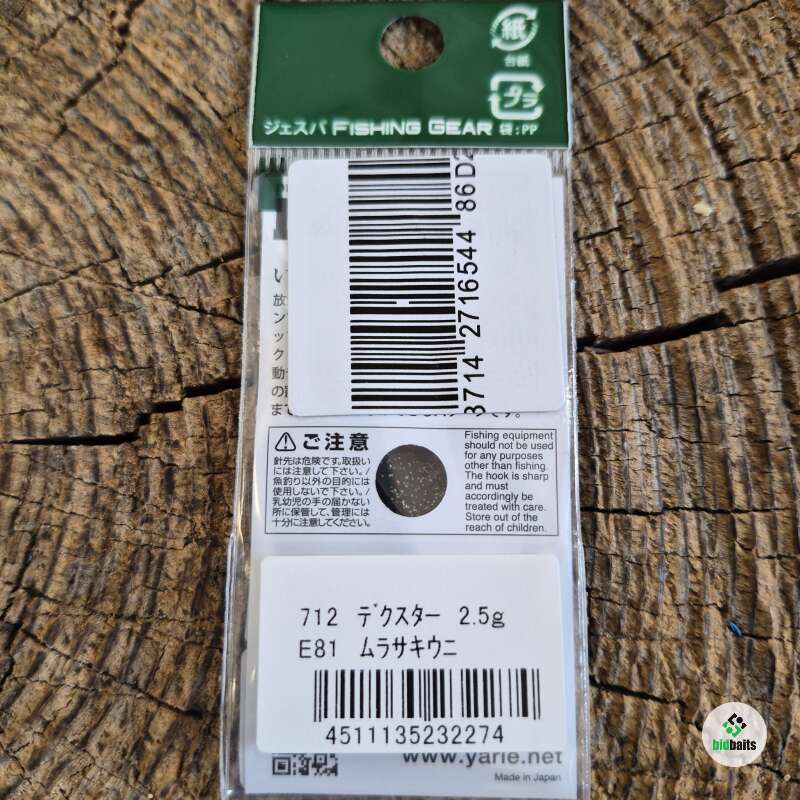 紙
台紙
プラ
ジェスパ FISHING GEAR 袋:PP
3714 2716544 86D2
ご注意
針先は危険です。取扱い
には注意して下さい。/
魚釣り以外の目的には
使用しないで下さい。/
乳幼児の手の届かない
所に保管して、管理には
十分に注意してください。
Fishing equipment
should not be used
for any purposes
other than fishing.
The hook is sharp
and must
accordingly be
treated with care.
Store out of the
reach of children.
712 デクスター 2.5g
E81 ムラサキウニ
4511135232274
www.yarie.net
Made in Japan
bidbaits